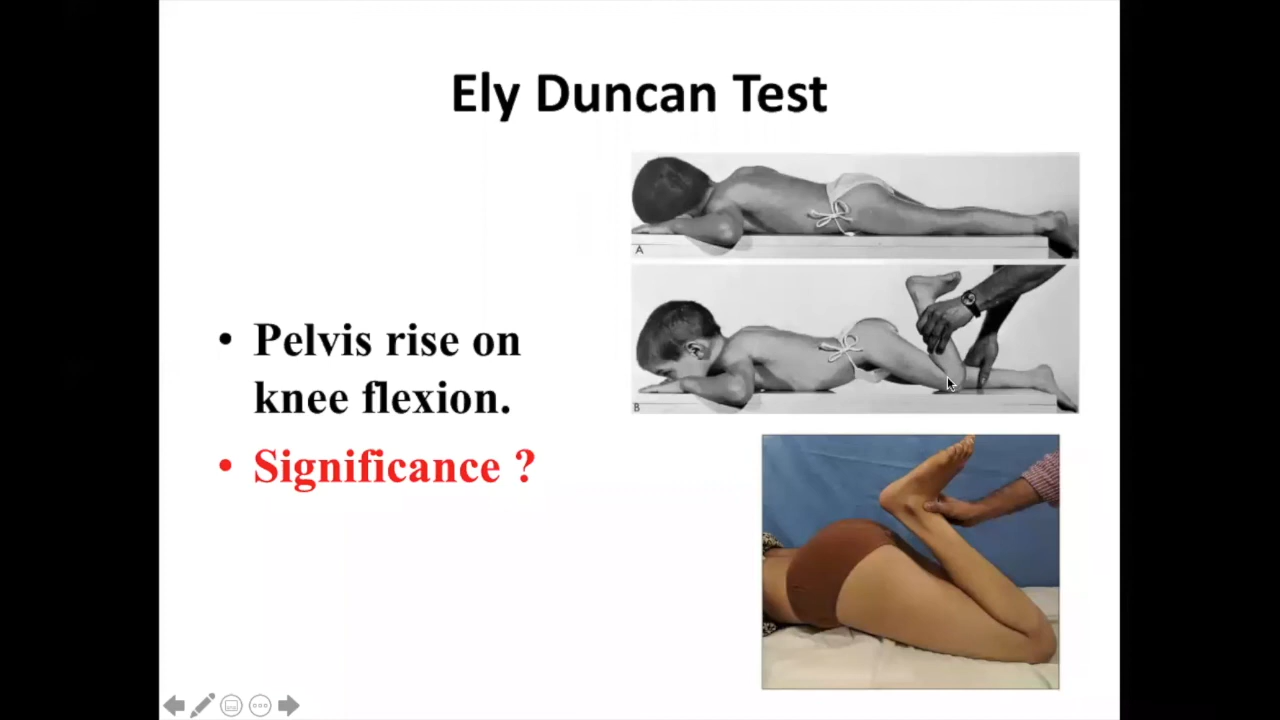 Ely Duncan Test
A
B
• Pelvis rise on
knee flexion.
• Significance ?